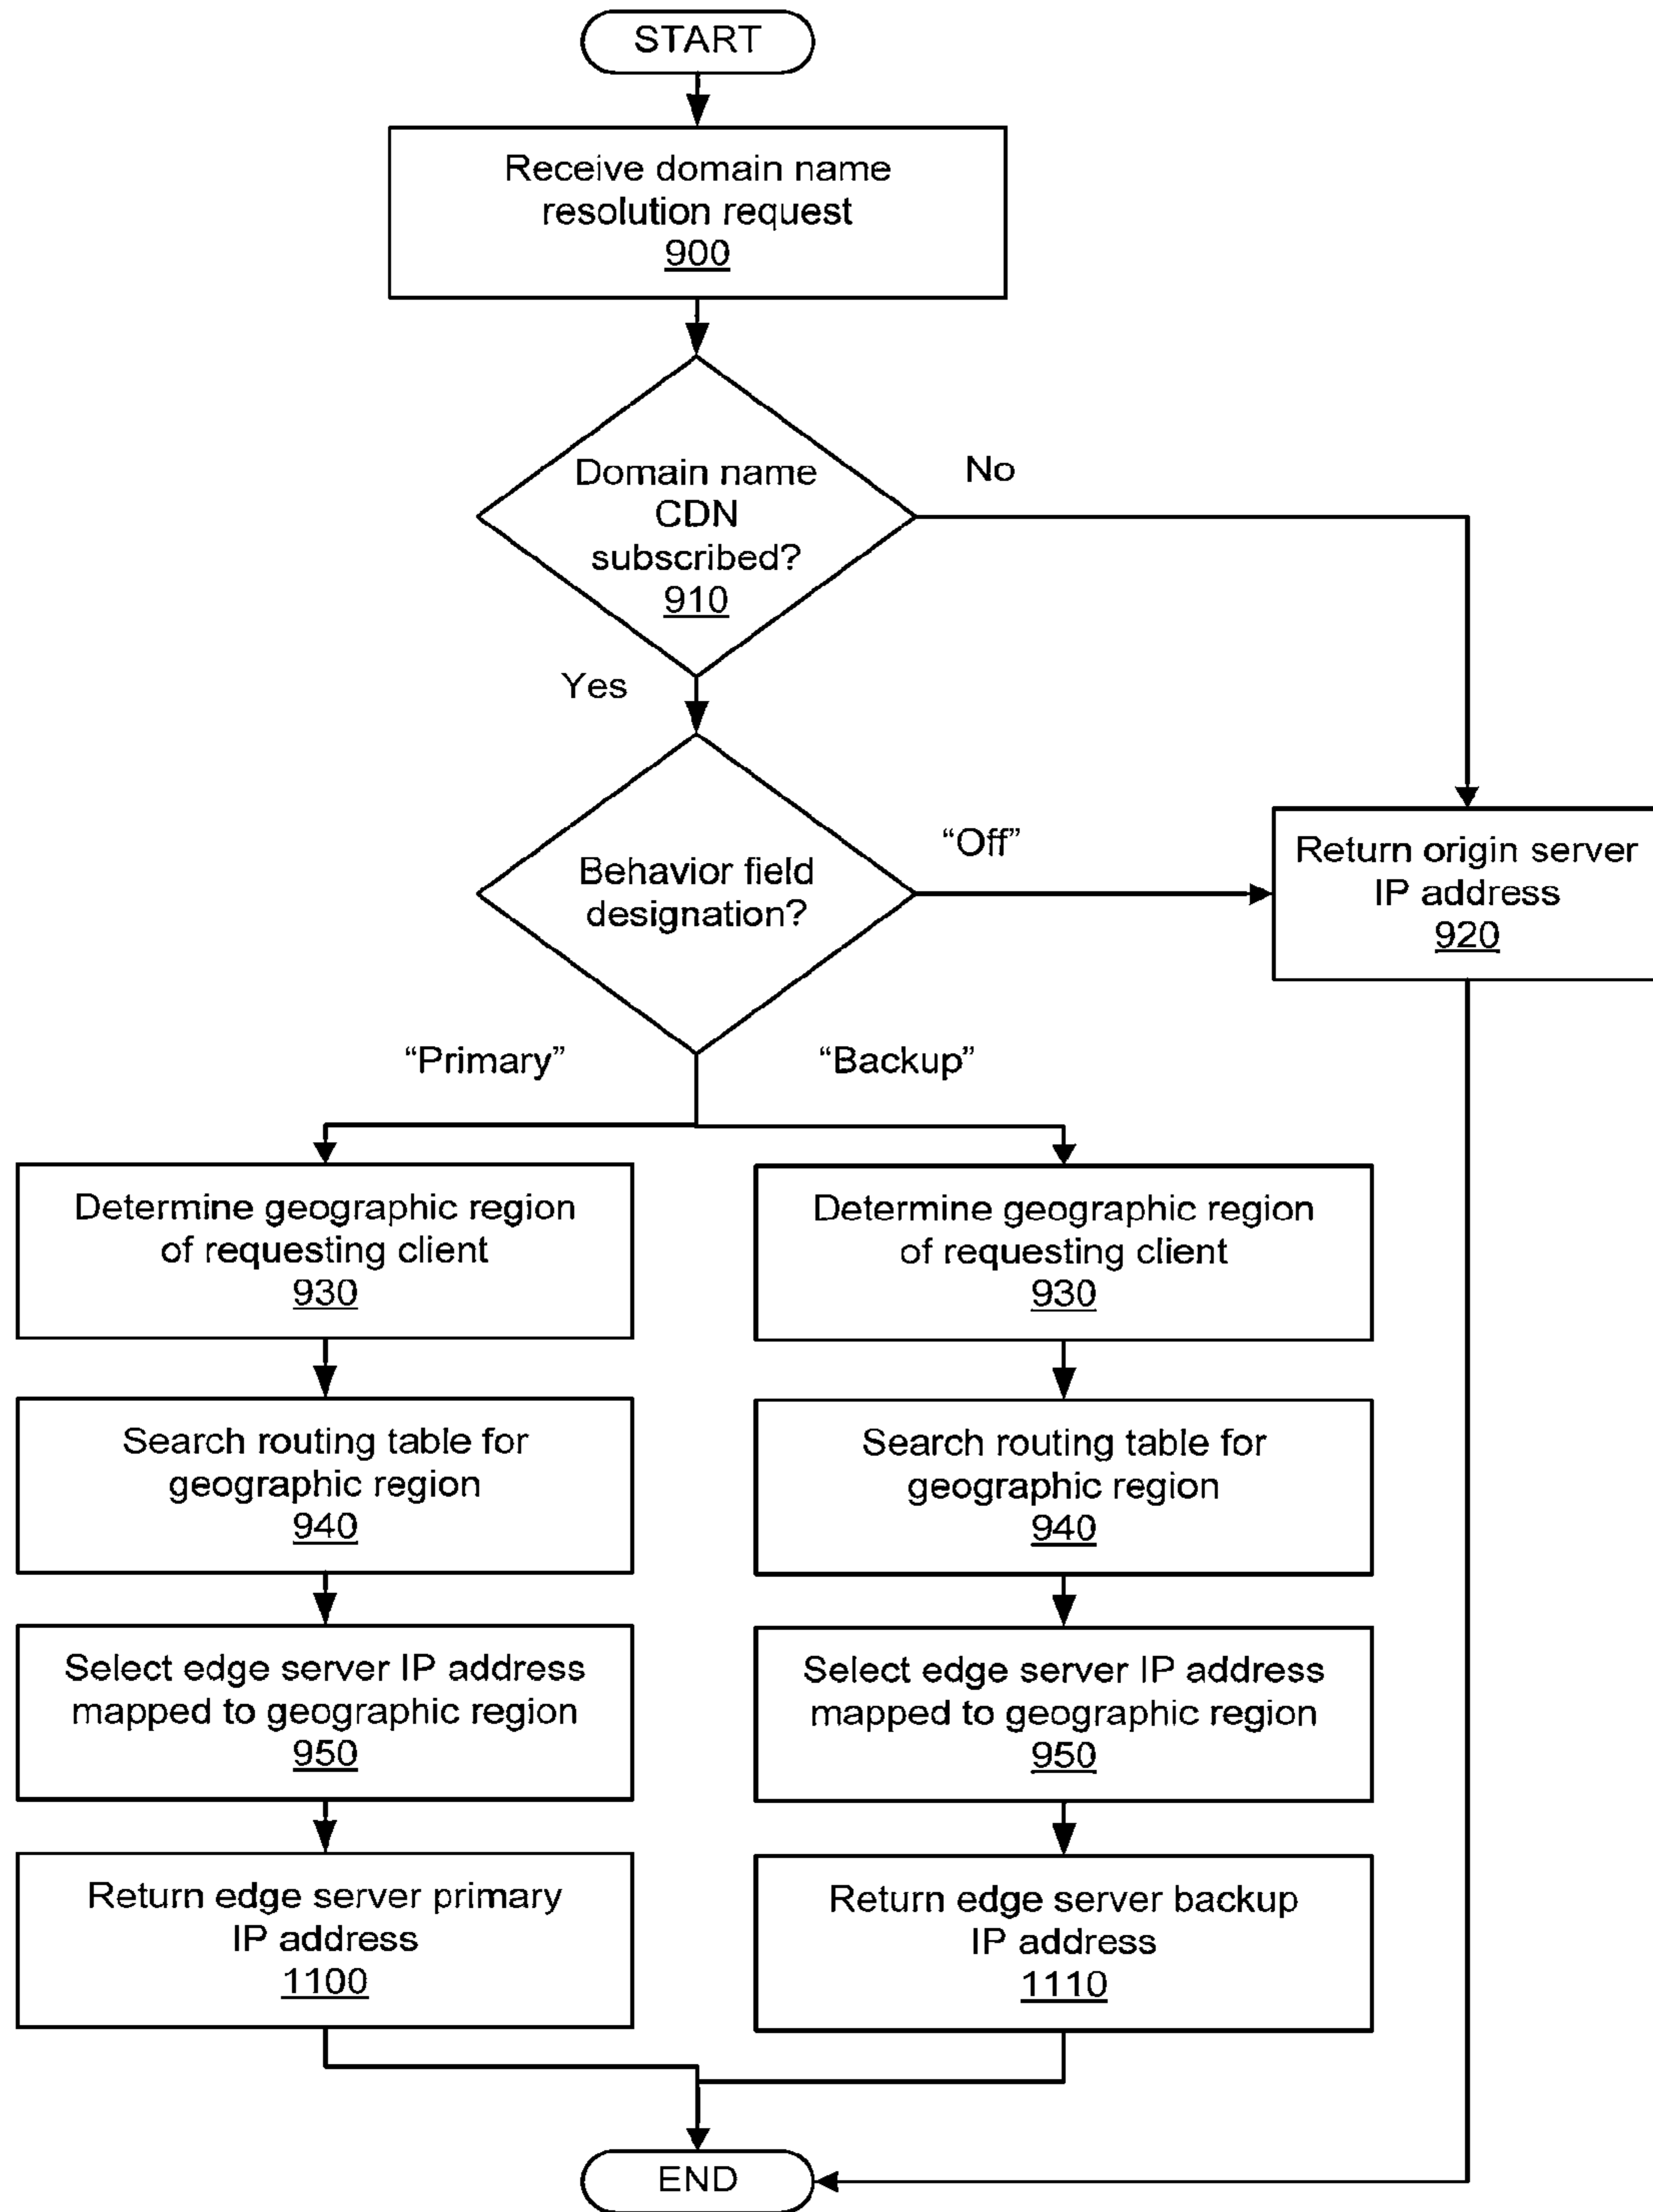 START
Receive domain name
resolution request
900
Domain name
CDN
subscribed?
910
No
Yes
Behavior field
designation?
“Off”
Return origin server
IP address
920
“Primary”
“Backup”
Determine geographic region
of requesting client
930
Search routing table for
geographic region
940
Select edge server IP address
mapped to geographic region
950
Return edge server primary
IP address
1100
Determine geographic region
of requesting client
930
Search routing table for
geographic region
940
Select edge server IP address
mapped to geographic region
950
Return edge server backup
IP address
1110
END